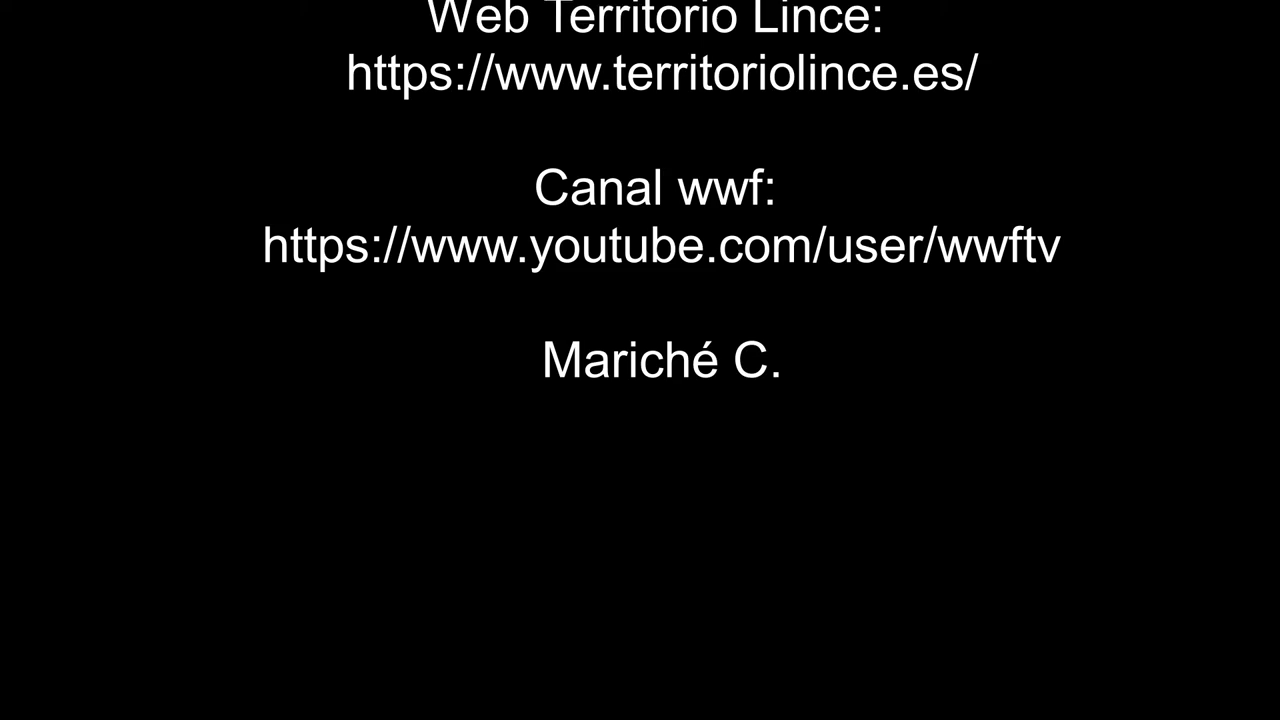 Web Territorio Lince:
https://www.territoriolince.es/
Canal wwf:
https://www.youtube.com/user/wwftv
Mariché C.